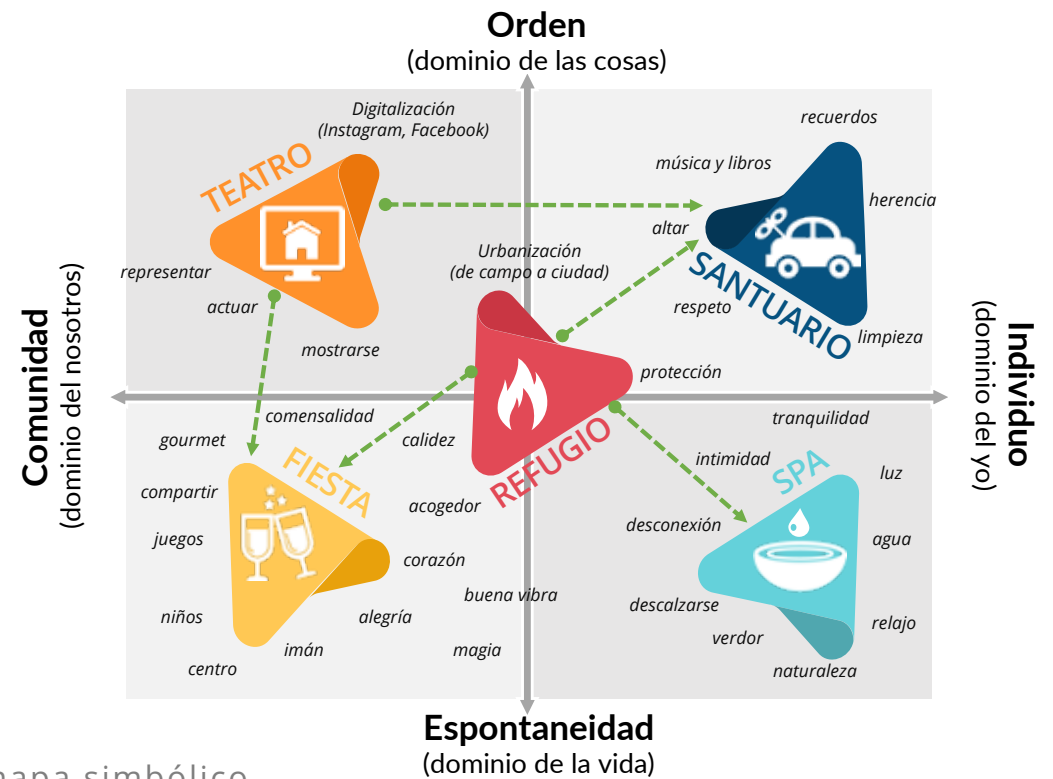 Orden
(dominio de las cosas)
Digitalización
(Instagram, Facebook)
recuerdos
TEATRO
música y libros
herencia
altar
Urbanización
(de campo a ciudad)
representar
SANTUARIO
actuar
respeto
limpieza
mostrarse
protección
Comunidad
(dominio del nosotros)
Individuo
(dominio del yo)
comensalidad
tranquilidad
gourmet
calidez
REFUGIO
intimidad
FIESTA
SPA
luz
compartir
acogedor
desconexión
juegos
agua
corazón
buena vibra
descalzarse
niños
alegría
relajo
verdor
imán
magia
centro
naturaleza
Espontaneidad
(dominio de la vida)
mapa simbólico